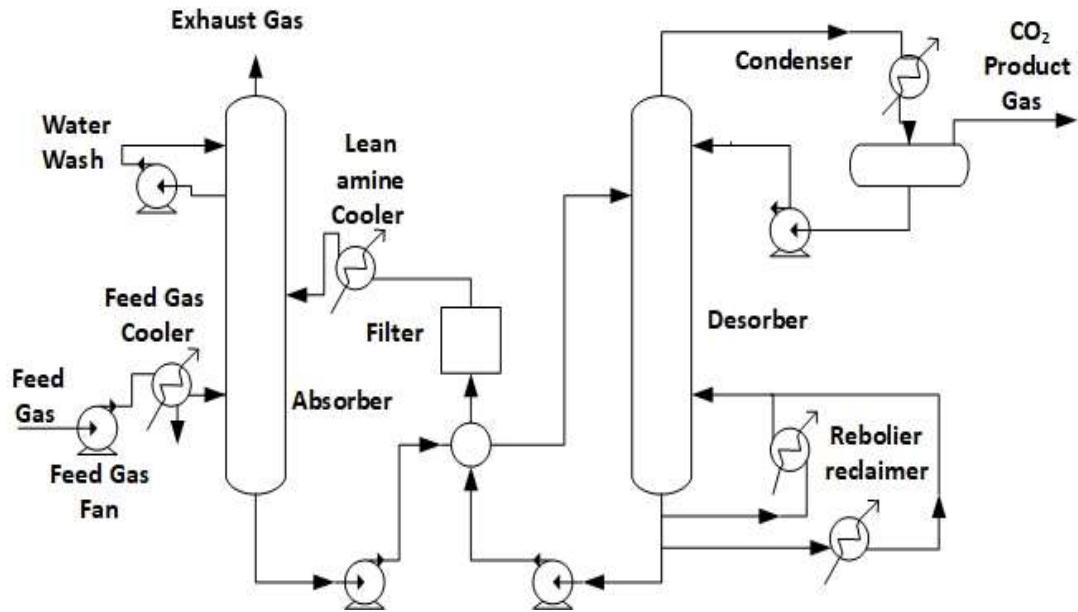 Exhaust Gas
Water
Wash
Lean
amine
Cooler
Feed Gas
Cooler
Filter
Feed
Gas
Absorber
Feed Gas
Fan
Condenser
CO₂
Product
Gas
Desorber
Rebolier
reclaimer